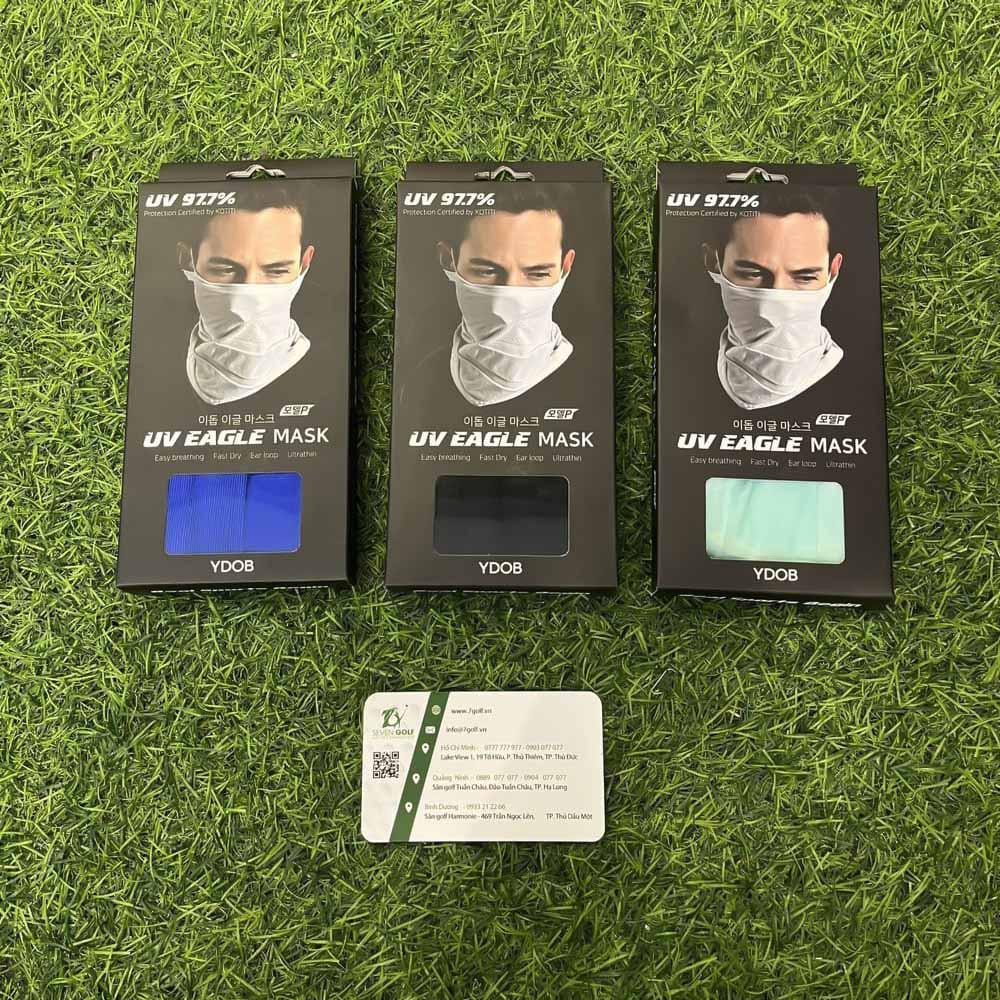 UV 97.7%
Protection Certified by KOTITI
이돕 이글 마스크 모델P
UV EAGLE MASK
Easy breathing Fast Dry Ear loop Ultrathin
YDOB
UV 97.7%
Protection Certified by KOTITI
이돕 이글 마스크 모델P
UV EAGLE MASK
Easy breathing Fast Dry Ear loop Ultrathin
YDOB
UV 97.7%
Protection Certified by KOTITI
이돕 이글 마스크 모델P
UV EAGLE MASK
Easy breathing Fast Dry Ear loop Ultrathin
YDOB
SEVEN GOLF
www.7golf.vn
info@7golf.vn
Hồ Chí Minh - 0777 777 977 - 0903 077 077
Lake View 1, 19 Tố Hữu, P. Thủ Thiêm, TP. Thủ Đức
Quảng Ninh - 0889 077 077 - 0904 077 077
Sân golf Tuần Châu, Đảo Tuần Châu, TP. Hạ Long
Bình Dương - 0933 21 22 66
Sân golf Harmonie - 469 Trần Ngọc Lên, TP. Thủ Dầu Một